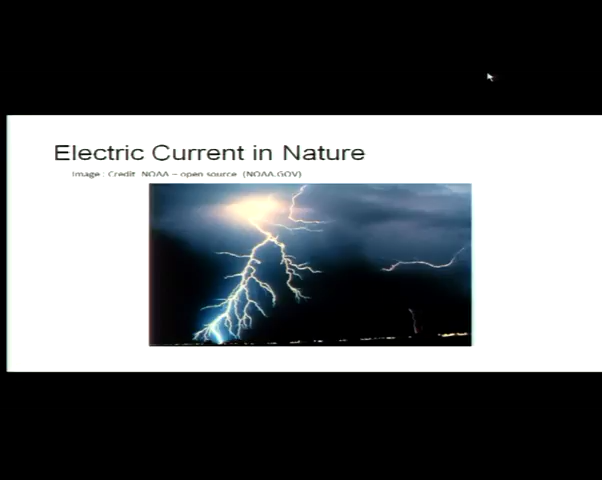 Electric Current in Nature
Image : Credit NOAA – open source (NOAA.GOV)